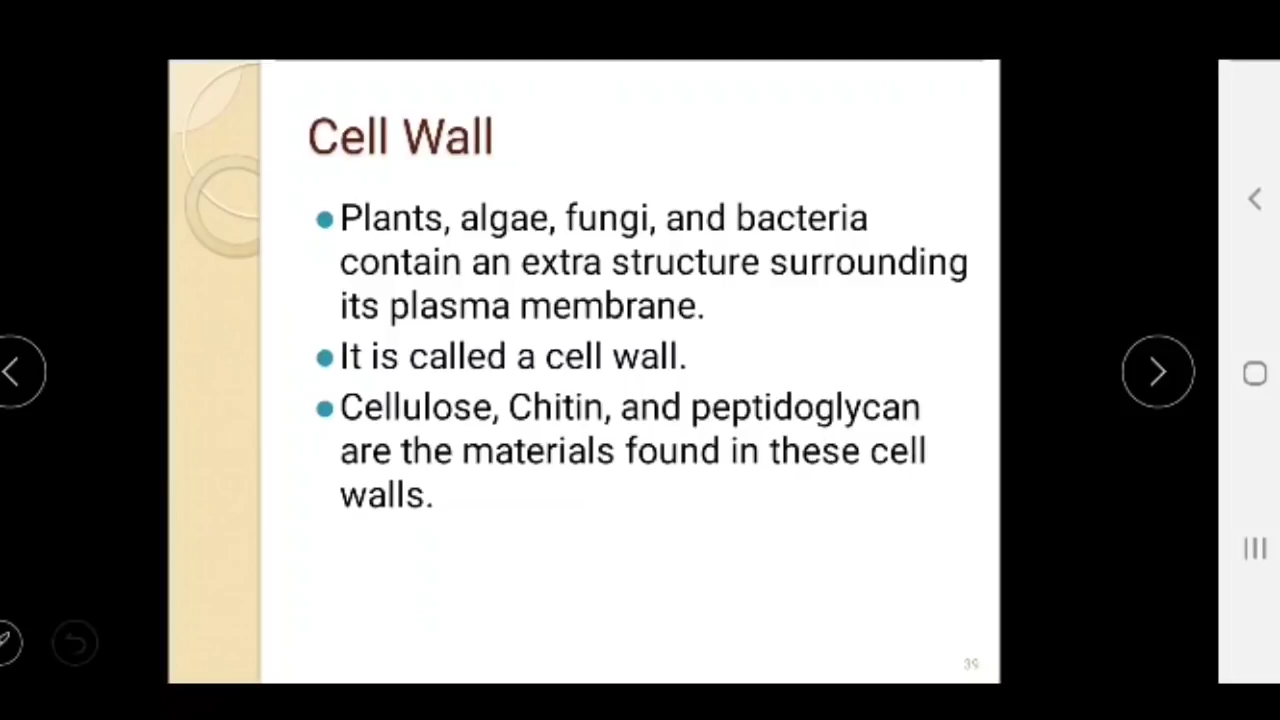 Cell Wall
Plants, algae, fungi, and bacteria
contain an extra structure surrounding
its plasma membrane.
It is called a cell wall.
Cellulose, Chitin, and peptidoglycan
are the materials found in these cell
walls.
39